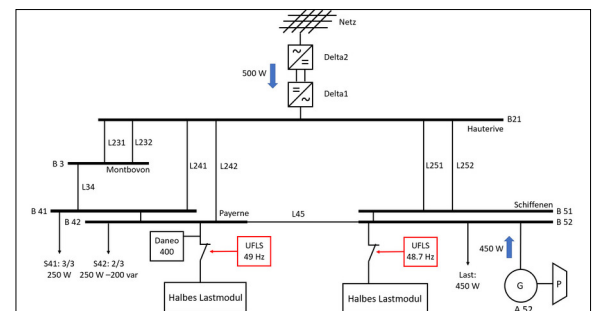 Netz
Delta2
500 W
Delta1
B21
Hauterive
L231
L232
L241
L242
L251
L252
B 3
Montbovon
L34
B 41
B 42
Payerne
L45
Schiffenen
B 51
B 52
Daneo
400
UFLS
49 Hz
UFLS
48.7 Hz
450 W
S41: 3/3
250 W
S42: 2/3
250 W –200 var
Last:
450 W
G
P
A 52
Halbes Lastmodul
Halbes Lastmodul